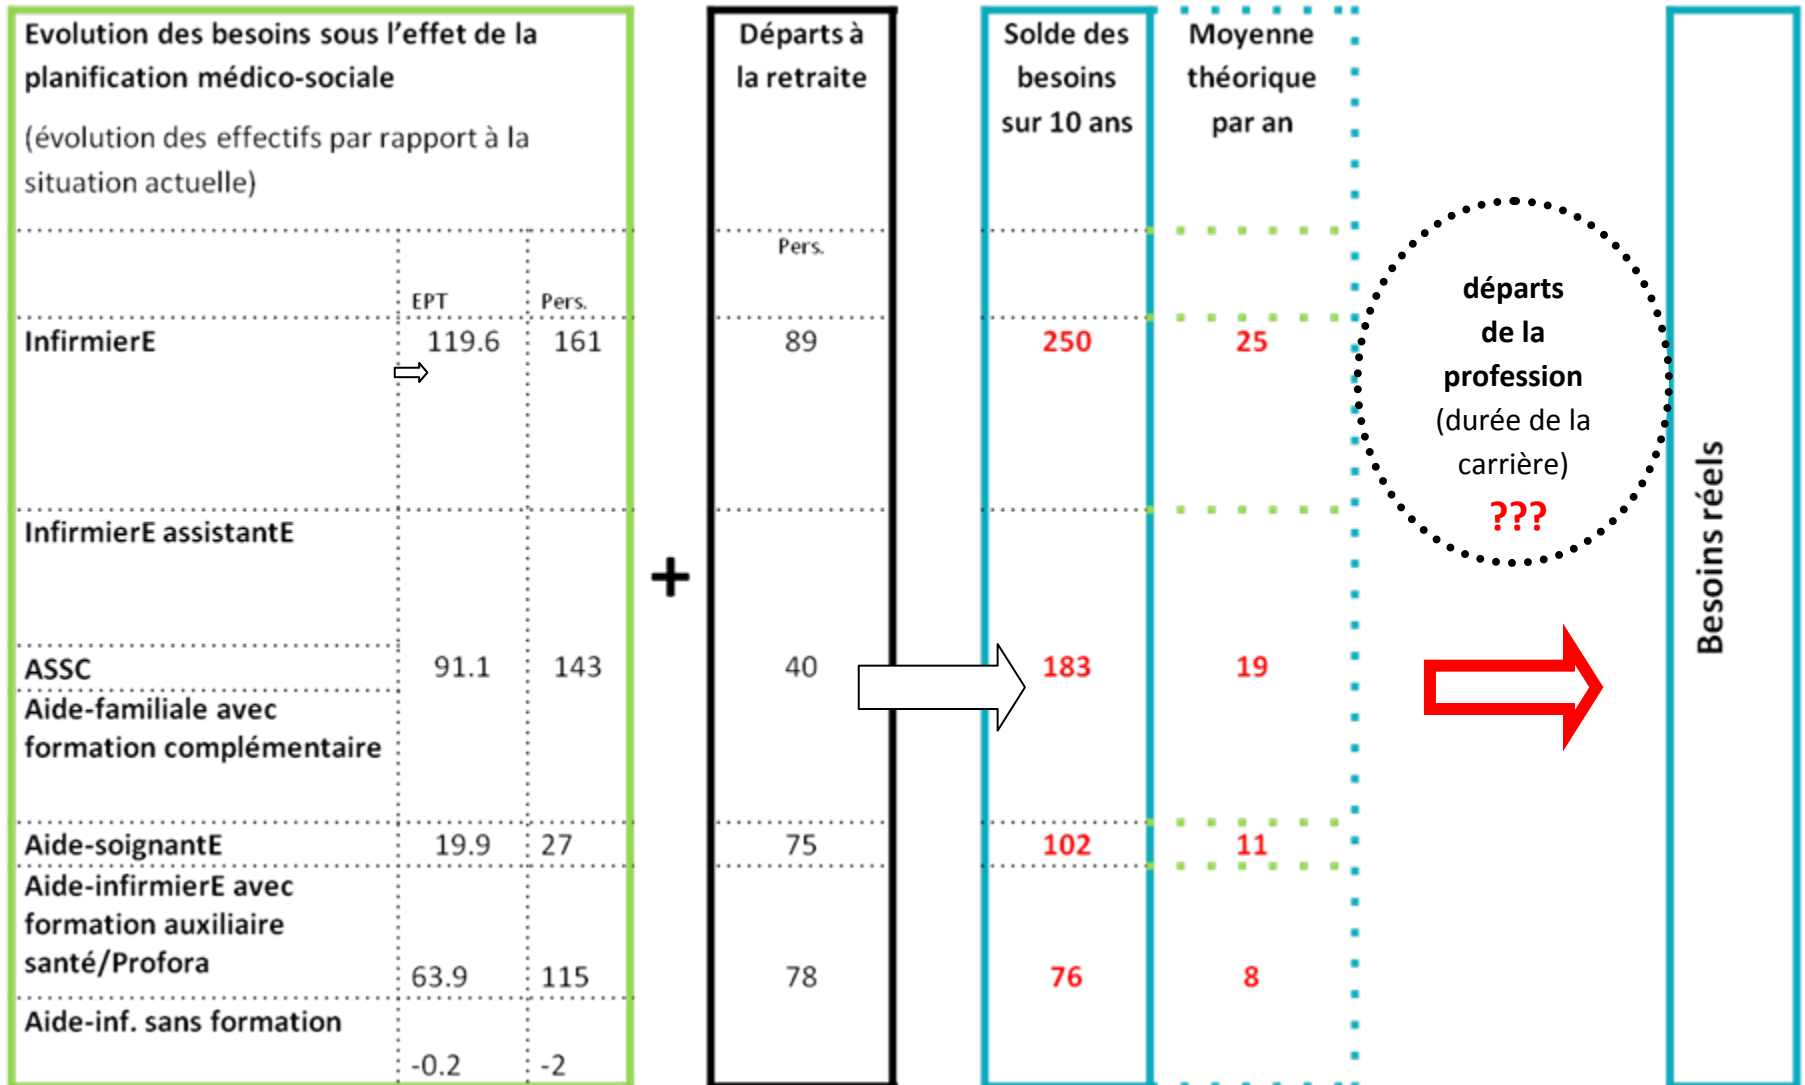 Evolution des besoins sous l'effet de la
planification médico-sociale
(évolution des effectifs par rapport à la
situation actuelle)
Départs à
la retraite
Solde des
besoins
sur 10 ans
Moyenne
théorique
par an
EPT Pers.
Pers.
InfirmierE 119.6 161 89 250 25
InfirmierE assistantE
+
ASSC 91.1 143 40 183 19
Aide-familiale avec
formation complémentaire
Aide-soignantE 19.9 27 75 102 11
Aide-infirmierE avec
formation auxiliaire
santé/Profora 63.9 115 78 76 8
Aide-inf. sans formation
-0.2 -2
départs
de la
profession
(durée de la
carrière)
???
Besoins réels